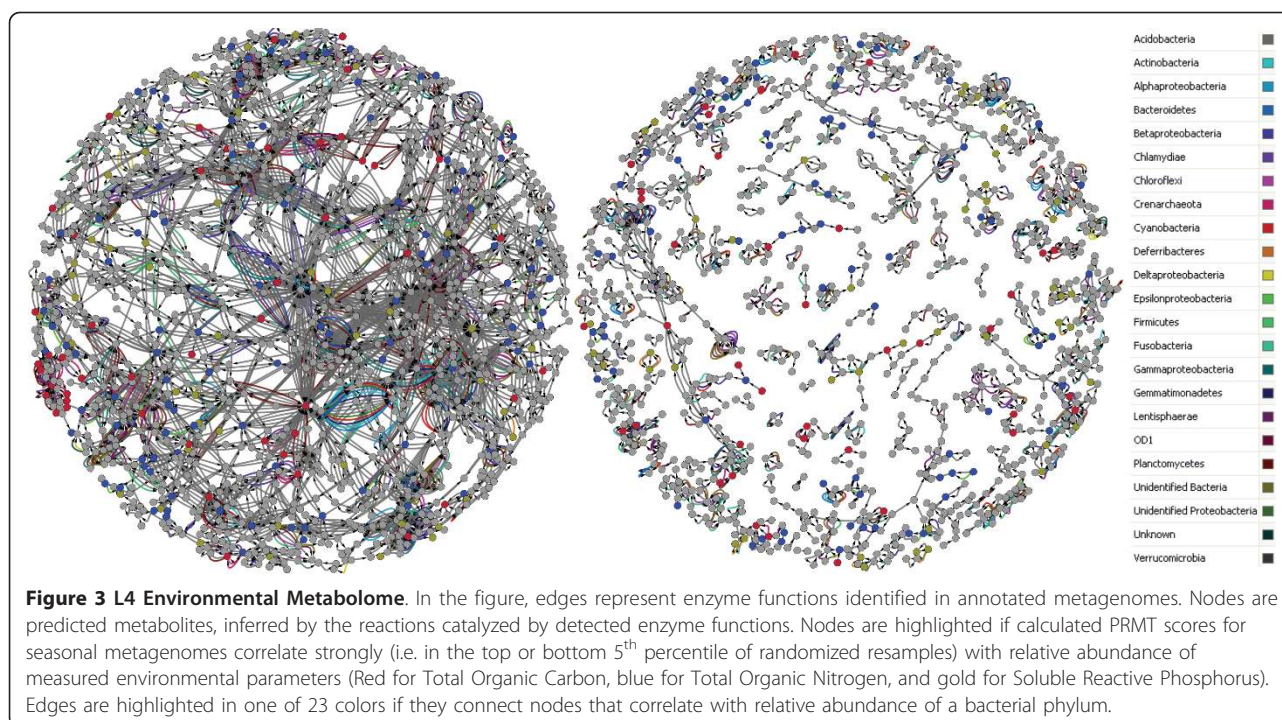 Acidobacteria
Actinobacteria
Alphaproteobacteria
Bacteroidetes
Betaproteobacteria
Chlamydiae
Chloroflexi
Crenarchaeota
Cyanobacteria
Deferribacteres
Deltaproteobacteria
Epsilonproteobacteria
Firmicutes
Fusobacteria
Gammaproteobacteria
Gemmatimonadetes
Lentisphaerae
OD1
Planctomycetes
Unidentified Bacteria
Unidentified Proteobacteria
Unknown
Verrucomicrobia
Figure 3 L4 Environmental Metabolome. In the figure, edges represent enzyme functions identified in annotated metagenomes. Nodes are
predicted metabolites, inferred by the reactions catalyzed by detected enzyme functions. Nodes are highlighted if calculated PRMT scores for
seasonal metagenomes correlate strongly (i.e. in the top or bottom 5th percentile of randomized resamples) with relative abundance of
measured environmental parameters (Red for Total Organic Carbon, blue for Total Organic Nitrogen, and gold for Soluble Reactive Phosphorus).
Edges are highlighted in one of 23 colors if they connect nodes that correlate with relative abundance of a bacterial phylum.